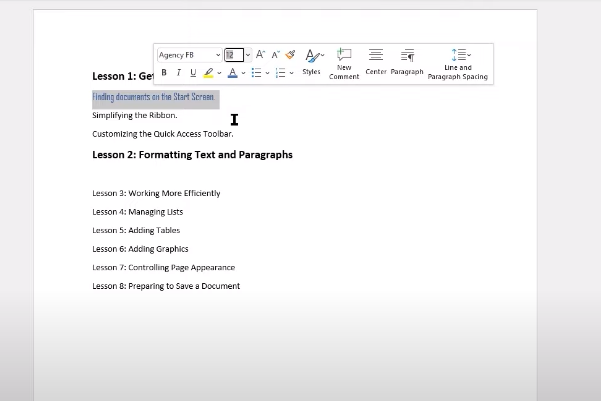 Agency FB 12 A A A
New
Line and
B I U A Styles Comment Center Paragraph Paragraph Spacing
Lesson 1: Ge
Finding documents on the Start Screen.
Simplifying the Ribbon.
Customizing the Quick Access Toolbar.
Lesson 2: Formatting Text and Paragraphs
Lesson 3: Working More Efficiently
Lesson 4: Managing Lists
Lesson 5: Adding Tables
Lesson 6: Adding Graphics
Lesson 7: Controlling Page Appearance
Lesson 8: Preparing to Save a Document